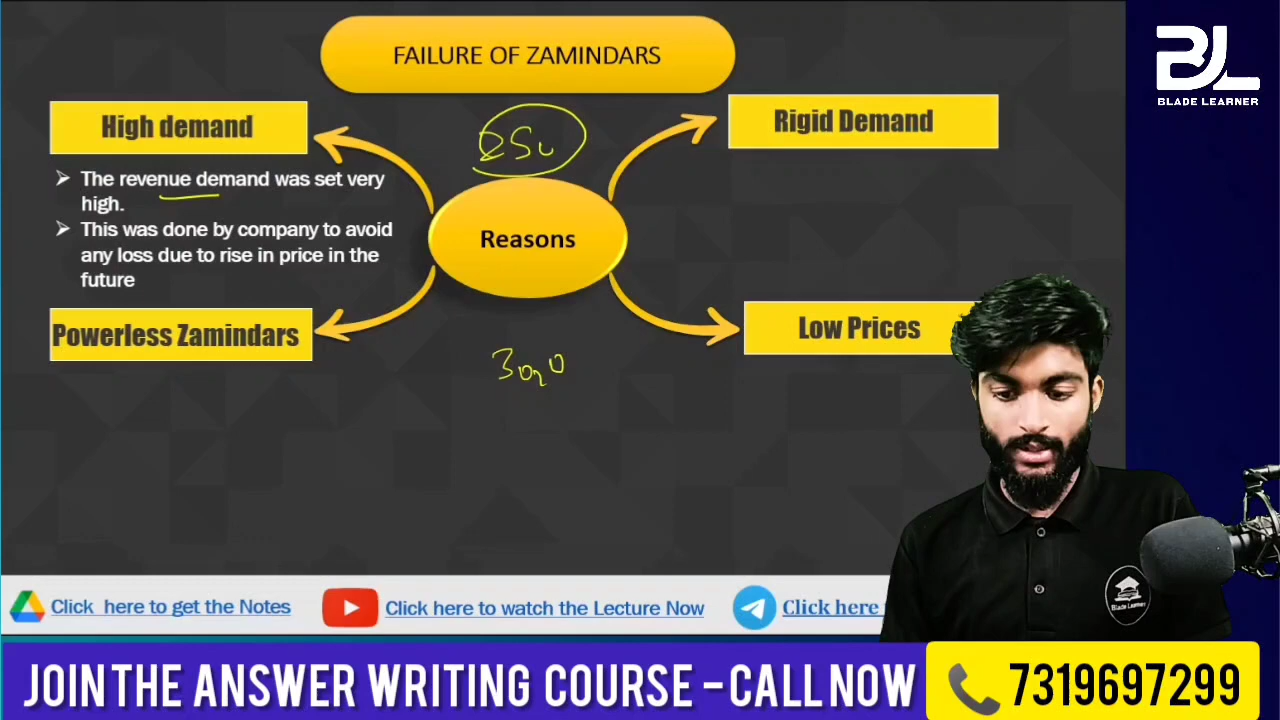 BL
BLADE LEARNER
FAILURE OF ZAMINDARS
High demand
Rigid Demand
The revenue demand was set very
high.
This was done by company to avoid
any loss due to rise in price in the
future
Reasons
Powerless Zamindars
Low Prices
Click here to get the Notes
Click here to watch the Lecture Now
Click here
Blade Learner
JOIN THE ANSWER WRITING COURSE – CALL NOW
7319697299